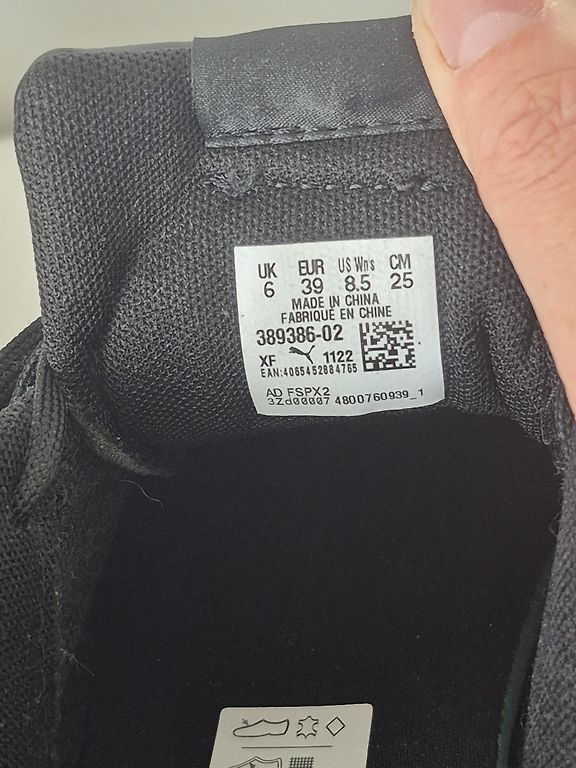 UK EUR US Wn's CM
6 39 8.5 25
MADE IN CHINA
FABRIQUÉ EN CHINE
389386-02
XF 1122
EAN:4065452884765
AD FSPX2
3Zd00007 4800760939_1